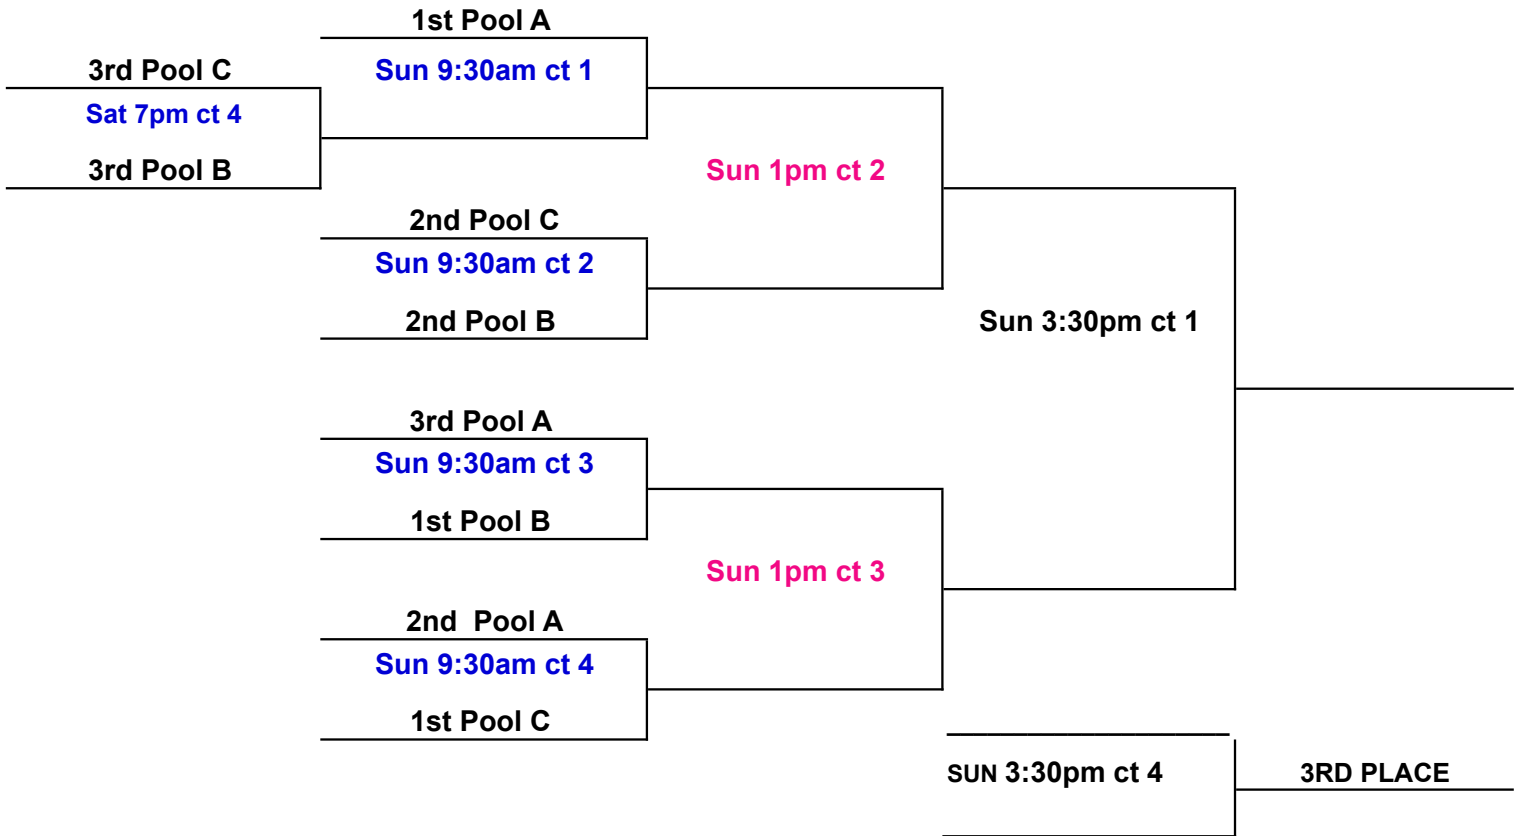 1st Pool A
3rd Pool C
Sun 9:30am ct 1
Sat 7pm ct 4
3rd Pool B
Sun 1pm ct 2
2nd Pool C
Sun 9:30am ct 2
2nd Pool B
Sun 3:30pm ct 1
3rd Pool A
Sun 9:30am ct 3
1st Pool B
Sun 1pm ct 3
2nd  Pool A
Sun 9:30am ct 4
1st Pool C
SUN 3:30pm ct 4
3RD PLACE